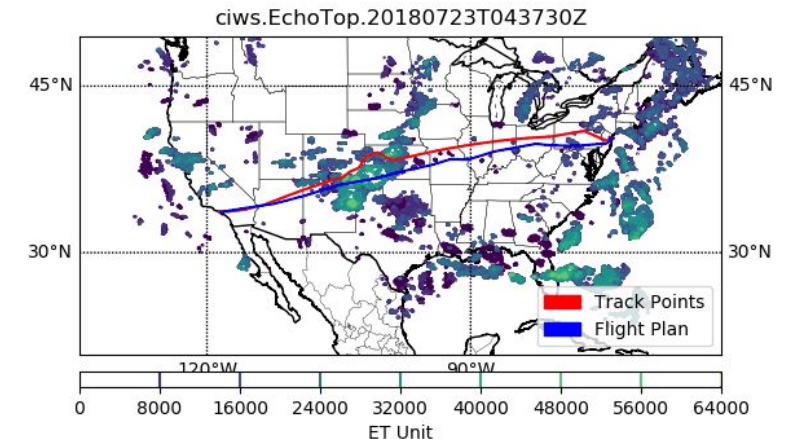 ciws.EchoTop.20180723T043730Z
45°N 45°N
30°N 30°N
Track Points
Flight Plan
120°W 90°W
0 8000 16000 24000 32000 40000 48000 56000 64000
ET Unit